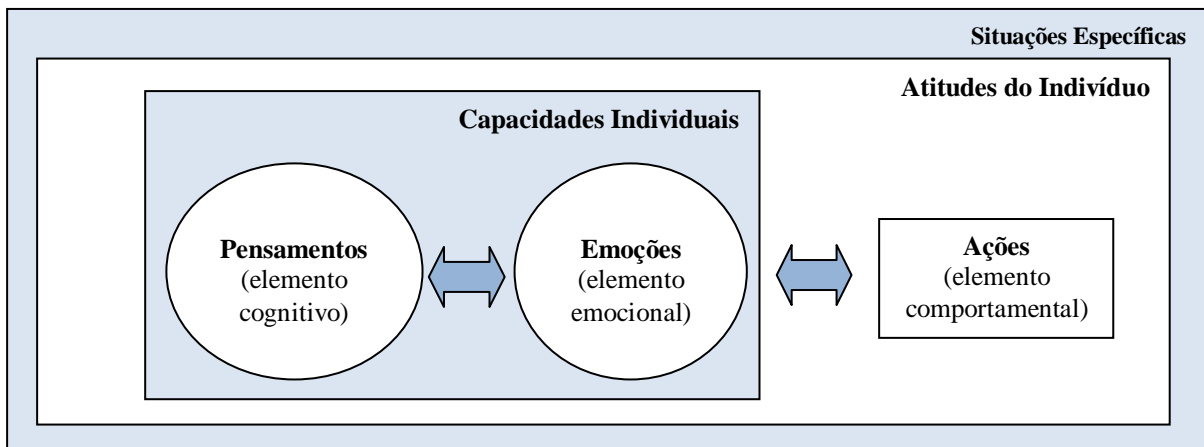 Situações Específicas
Atitudes do Indivíduo
Capacidades Individuais
Pensamentos
(elemento
cognitivo)
Emoções
(elemento
emocional)
Ações
(elemento
comportamental)